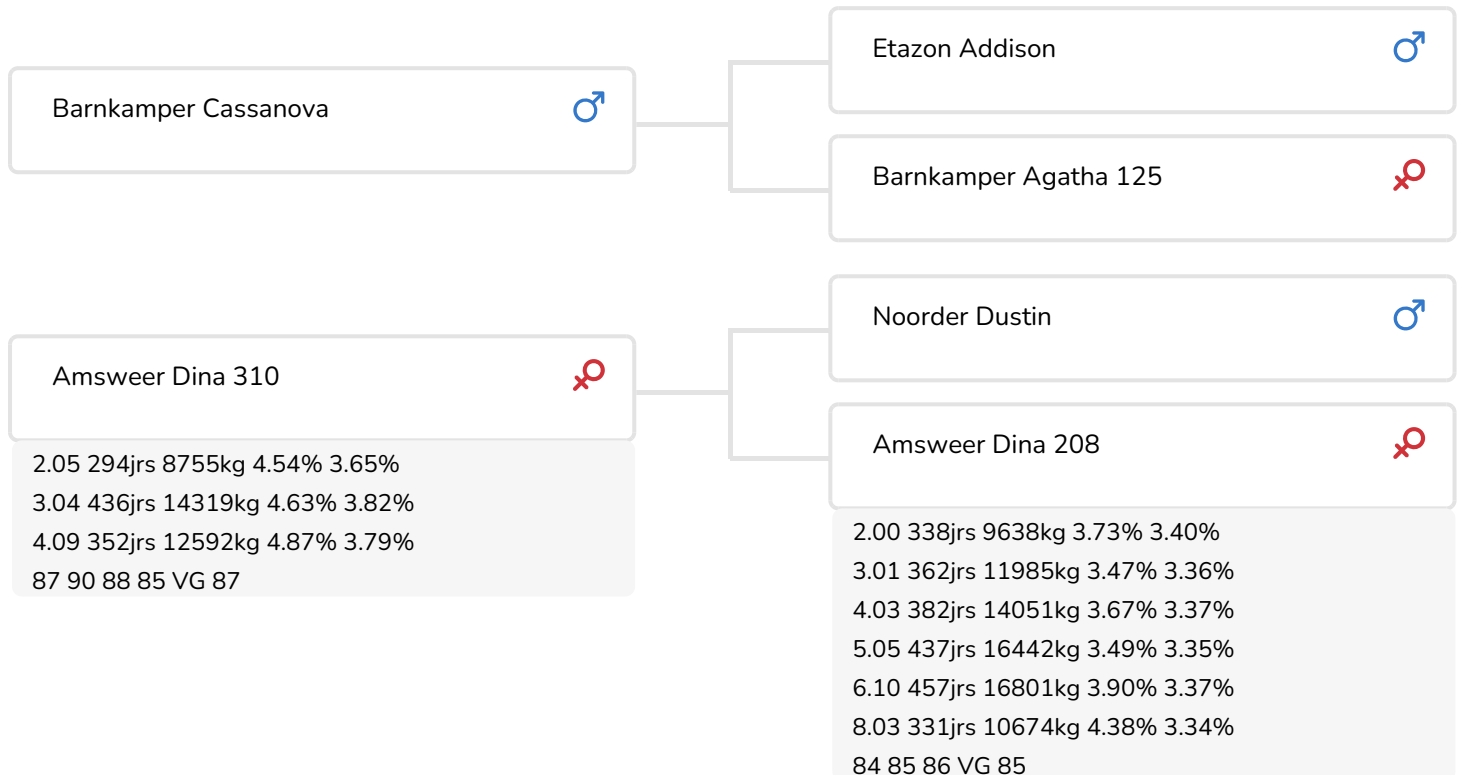 Barnkamper Cassanova
Etazon Addison
Barnkamper Agatha 125
Amsweer Dina 310
2.05 294jrs 8755kg 4.54% 3.65%
3.04 436jrs 14319kg 4.63% 3.82%
4.09 352jrs 12592kg 4.87% 3.79%
87 90 88 85 VG 87
Noorder Dustin
Amsweer Dina 208
2.00 338jrs 9638kg 3.73% 3.40%
3.01 362jrs 11985kg 3.47% 3.36%
4.03 382jrs 14051kg 3.67% 3.37%
5.05 437jrs 16442kg 3.49% 3.35%
6.10 457jrs 16801kg 3.90% 3.37%
8.03 331jrs 10674kg 4.38% 3.34%
84 85 86 VG 85